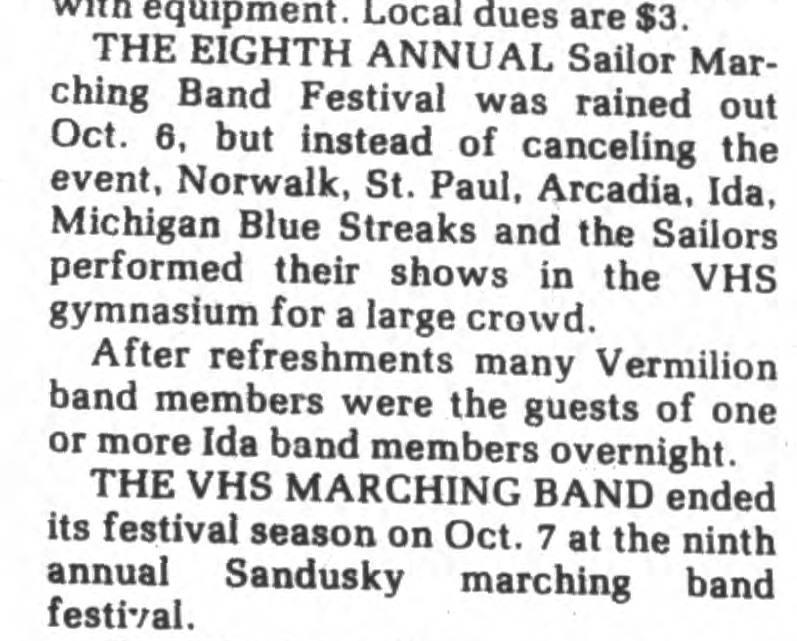 with equipment. Local dues are $3.
THE EIGHTH ANNUAL Sailor Mar-
ching Band Festival was rained out
Oct. 6, but instead of canceling the
event, Norwalk, St. Paul, Arcadia, Ida,
Michigan Blue Streaks and the Sailors
performed their shows in the VHS
gymnasium for a large crowd.
After refreshments many Vermilion
band members were the guests of one
or more Ida band members overnight.
THE VHS MARCHING BAND ended
its festival season on Oct. 7 at the ninth
annual Sandusky marching band
festival.